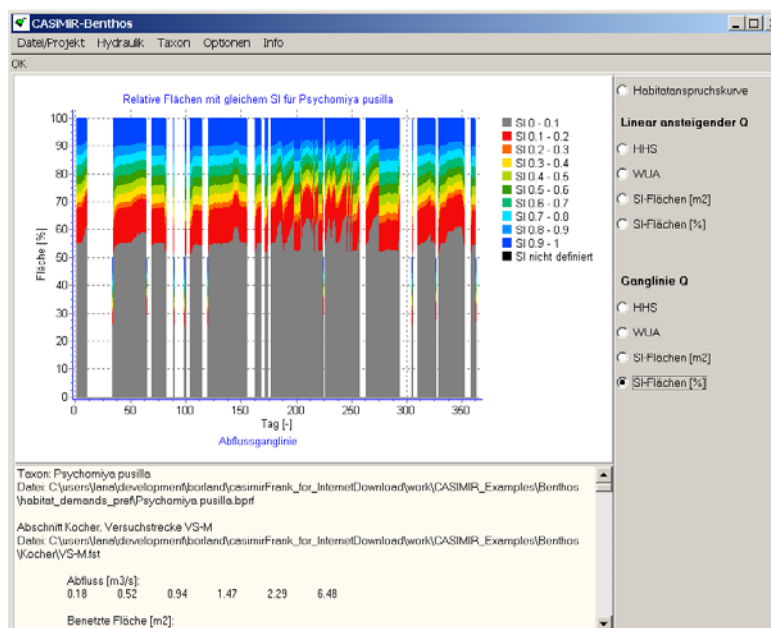 CASiMIR-Benthos
Datei/Projekt Hydraulik Taxon Optionen Info
OK
Relative Flächen mit gleichem SI für Psychomiya pusilla
100
90
80
70
60
50
40
30
20
10
0
Fläche [%]
0 50 100 150 200 250 300 350
Tag [-]
Abflussganglinie
SI 0 - 0.1
SI 0.1 - 0.2
SI 0.2 - 0.3
SI 0.3 - 0.4
SI 0.4 - 0.5
SI 0.5 - 0.6
SI 0.6 - 0.7
SI 0.7 - 0.8
SI 0.8 - 0.9
SI 0.9 - 1
SI nicht definiert
Habitatanspruchskurve
Linear ansteigender Q
HHS
WUA
SI-Flächen [m2]
SI-Flächen [%]
Ganglinie Q
HHS
WUA
SI-Flächen [m2]
SI-Flächen [%]
Taxon: Psychomiya pusilla
Datei: C:\users\lana\development\borland\casimirFrank_for_InternetDownload\work\CASIMIR_Examples\Benthos
\habitat_demands_pref\Psychomiya pusilla.bprf
Abschnitt Kocher, Versuchstrecke VS-M
Datei: C:\users\lana\development\borland\casimirFrank_for_InternetDownload\work\CASIMIR_Examples\Benthos
\Kocher\VS-M.fst
Abfluss [m3/s]:
0.18 0.52 0.94 1.47 2.29 6.48
Benetzte Fläche [m2]: